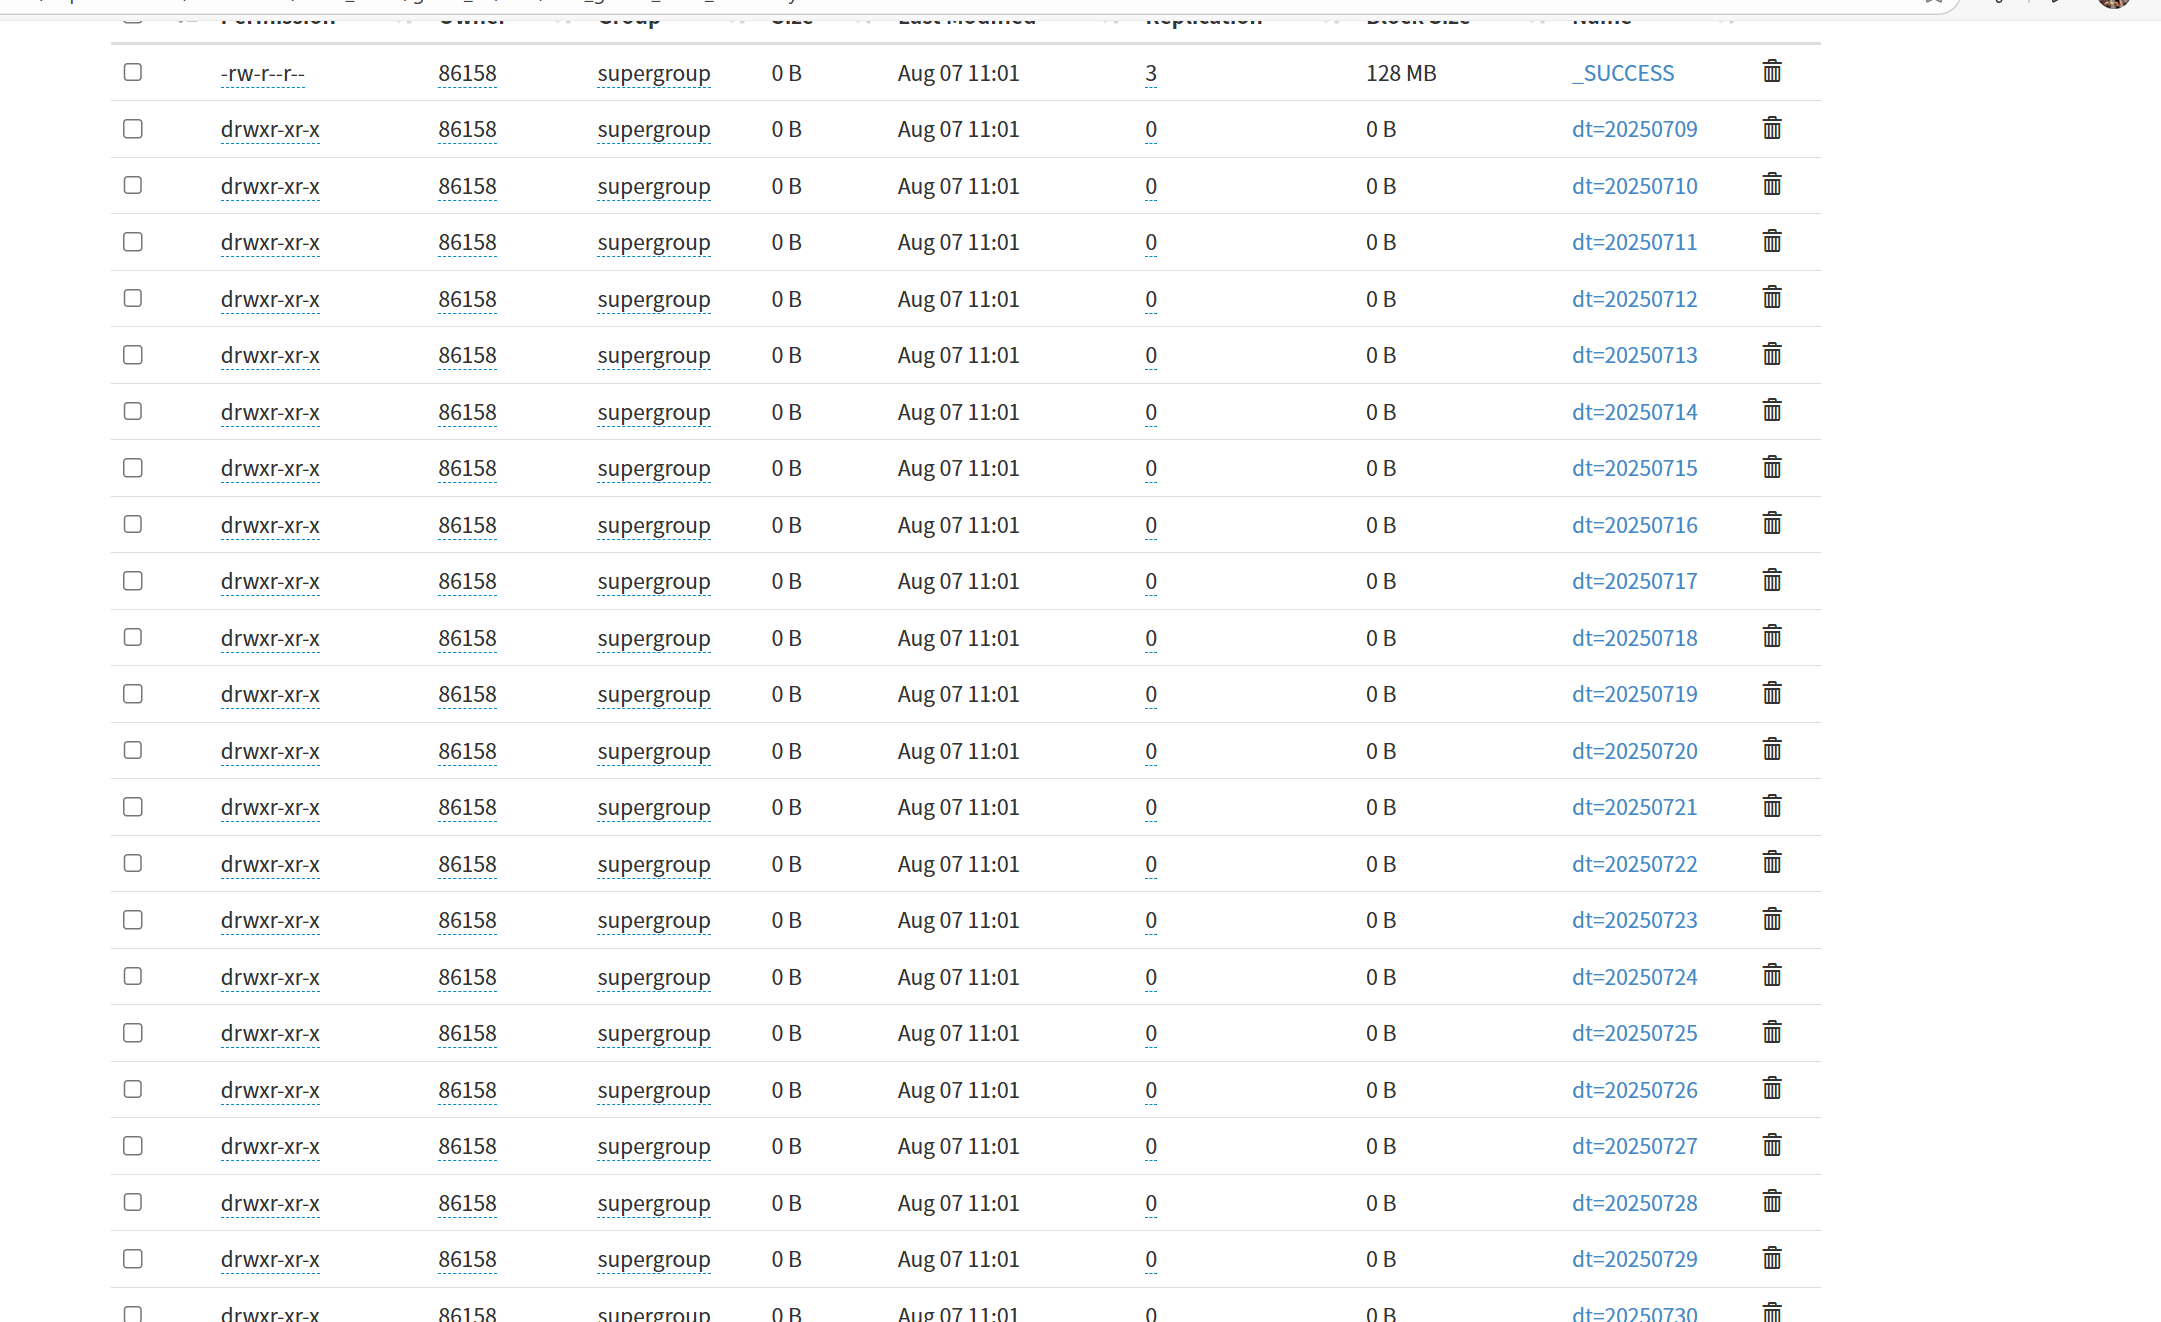 Permission Owner Group Size Last Modified Replication Block Size Name
-rw-r--r-- 86158 supergroup 0 B Aug 07 11:01 3 128 MB _SUCCESS
drwxr-xr-x 86158 supergroup 0 B Aug 07 11:01 0 0 B dt=20250709
drwxr-xr-x 86158 supergroup 0 B Aug 07 11:01 0 0 B dt=20250710
drwxr-xr-x 86158 supergroup 0 B Aug 07 11:01 0 0 B dt=20250711
drwxr-xr-x 86158 supergroup 0 B Aug 07 11:01 0 0 B dt=20250712
drwxr-xr-x 86158 supergroup 0 B Aug 07 11:01 0 0 B dt=20250713
drwxr-xr-x 86158 supergroup 0 B Aug 07 11:01 0 0 B dt=20250714
drwxr-xr-x 86158 supergroup 0 B Aug 07 11:01 0 0 B dt=20250715
drwxr-xr-x 86158 supergroup 0 B Aug 07 11:01 0 0 B dt=20250716
drwxr-xr-x 86158 supergroup 0 B Aug 07 11:01 0 0 B dt=20250717
drwxr-xr-x 86158 supergroup 0 B Aug 07 11:01 0 0 B dt=20250718
drwxr-xr-x 86158 supergroup 0 B Aug 07 11:01 0 0 B dt=20250719
drwxr-xr-x 86158 supergroup 0 B Aug 07 11:01 0 0 B dt=20250720
drwxr-xr-x 86158 supergroup 0 B Aug 07 11:01 0 0 B dt=20250721
drwxr-xr-x 86158 supergroup 0 B Aug 07 11:01 0 0 B dt=20250722
drwxr-xr-x 86158 supergroup 0 B Aug 07 11:01 0 0 B dt=20250723
drwxr-xr-x 86158 supergroup 0 B Aug 07 11:01 0 0 B dt=20250724
drwxr-xr-x 86158 supergroup 0 B Aug 07 11:01 0 0 B dt=20250725
drwxr-xr-x 86158 supergroup 0 B Aug 07 11:01 0 0 B dt=20250726
drwxr-xr-x 86158 supergroup 0 B Aug 07 11:01 0 0 B dt=20250727
drwxr-xr-x 86158 supergroup 0 B Aug 07 11:01 0 0 B dt=20250728
drwxr-xr-x 86158 supergroup 0 B Aug 07 11:01 0 0 B dt=20250729
drwxr-xr-x 86158 supergroup 0 B Aug 07 11:01 0 0 B dt=20250730